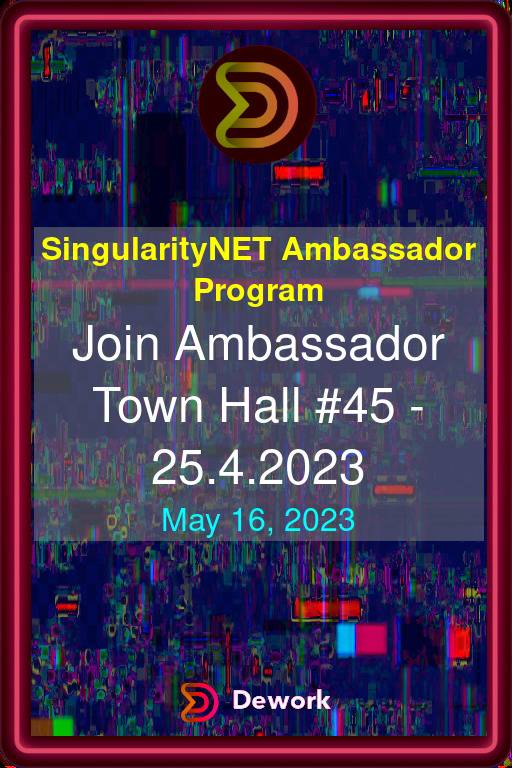 SingularityNET Ambassador
Program
Join Ambassador
Town Hall #45 -
25.4.2023
May 16, 2023
Dework